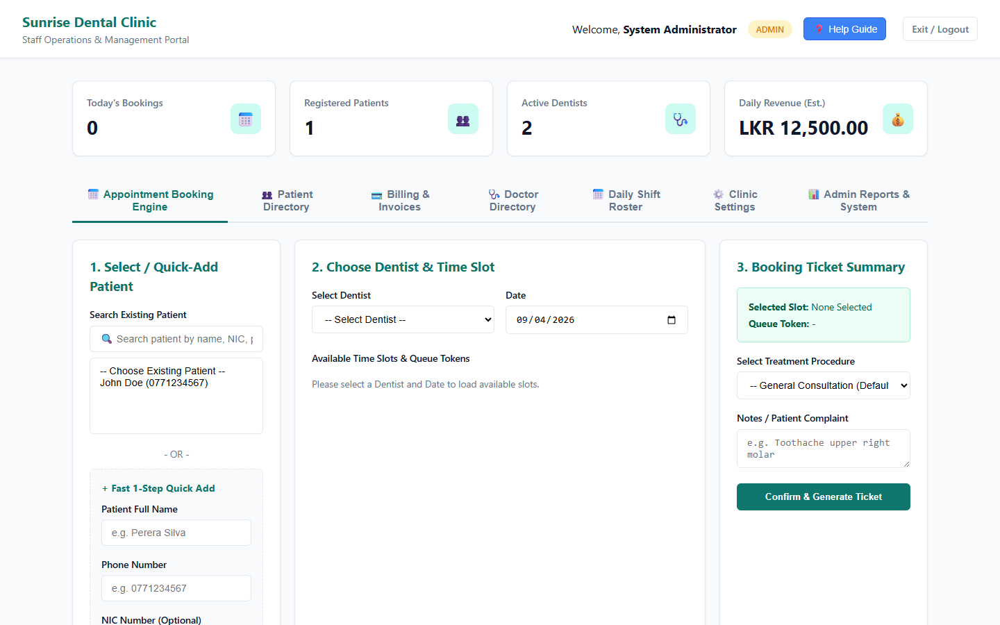 Sunrise Dental Clinic
Staff Operations & Management Portal
Welcome, System Administrator
ADMIN
Help Guide
Exit / Logout
Today's Bookings
0
Registered Patients
1
Active Dentists
2
Daily Revenue (Est.)
LKR 12,500.00
Appointment Booking
Engine
Patient
Directory
Billing &
Invoices
Doctor
Directory
Daily Shift
Roster
Clinic
Settings
Admin Reports &
System
1. Select / Quick-Add
Patient
Search Existing Patient
Search patient by name, NIC, p
-- Choose Existing Patient --
John Doe (0771234567)
- OR -
+ Fast 1-Step Quick Add
Patient Full Name
e.g. Perera Silva
Phone Number
e.g. 0771234567
NIC Number (Optional)
2. Choose Dentist & Time Slot
Select Dentist
-- Select Dentist --
Date
09/04/2026
Available Time Slots & Queue Tokens
Please select a Dentist and Date to load available slots.
3. Booking Ticket Summary
Selected Slot: None Selected
Queue Token: -
Select Treatment Procedure
-- General Consultation (Defaul
Notes / Patient Complaint
e.g. Toothache upper right
molar
Confirm & Generate Ticket